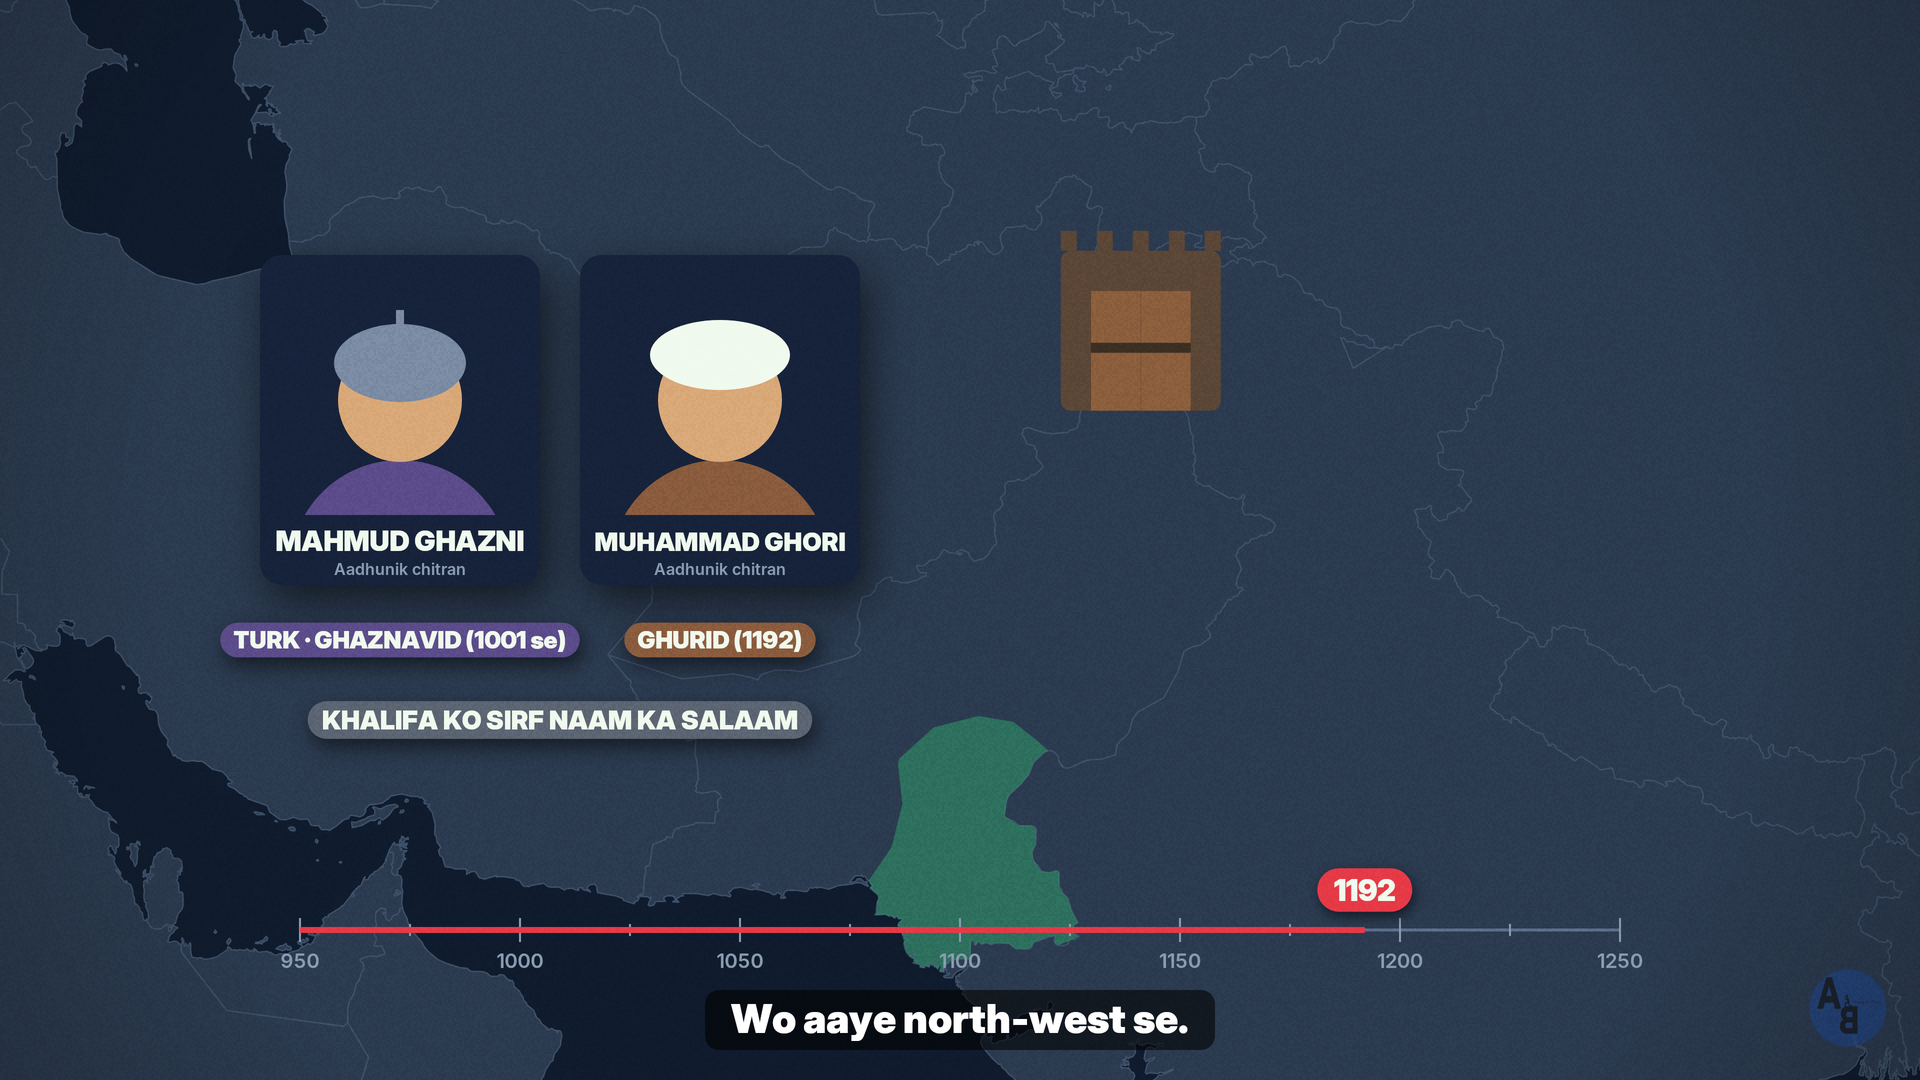 MAHMUD GHAZNI
Aadhunik chitran
MUHAMMAD GHORI
Aadhunik chitran
TURK · GHAZNAVID (1001 se)
GHURID (1192)
KHALIFA KO SIRF NAAM KA SALAAM
1192
950 1000 1050 1100 1150 1200 1250
Wo aaye north-west se.
A
B